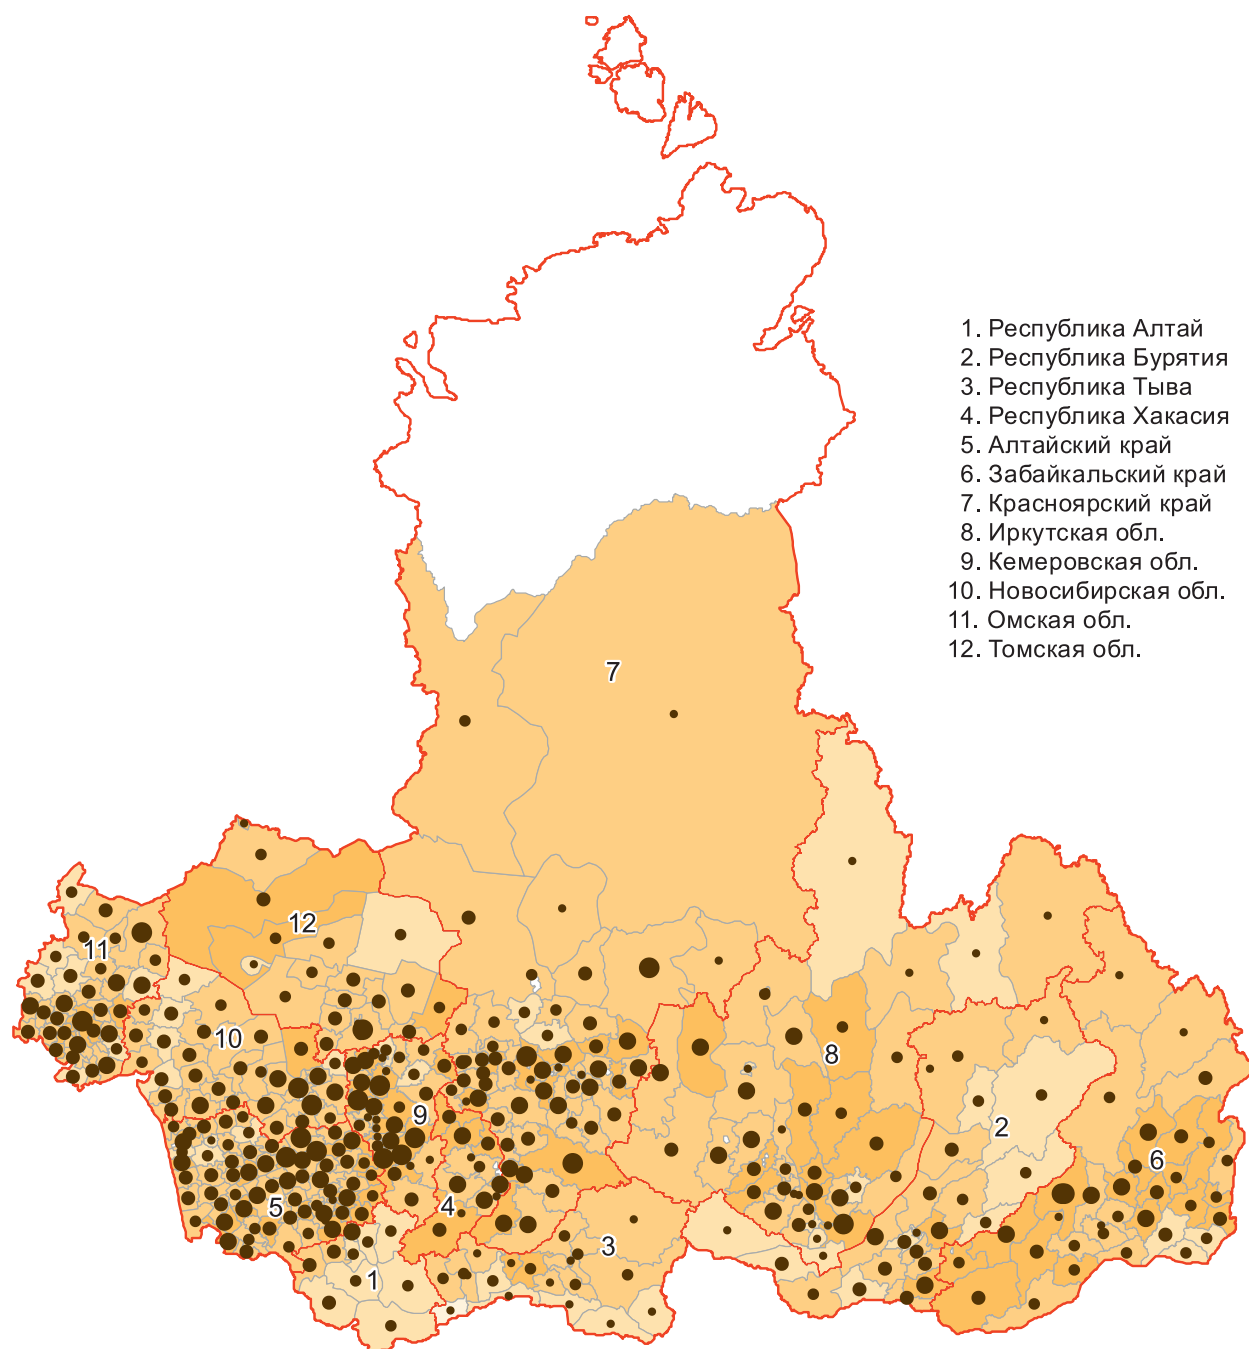 1. Республика Алтай
2. Республика Бурятия
3. Республика Тыва
4. Республика Хакасия
5. Алтайский край
6. Забайкальский край
7. Красноярский край
8. Иркутская обл.
9. Кемеровская обл.
10. Новосибирская обл.
11. Омская обл.
12. Томская обл.
7
12
11
10
8
9
2
6
5
4
3
1